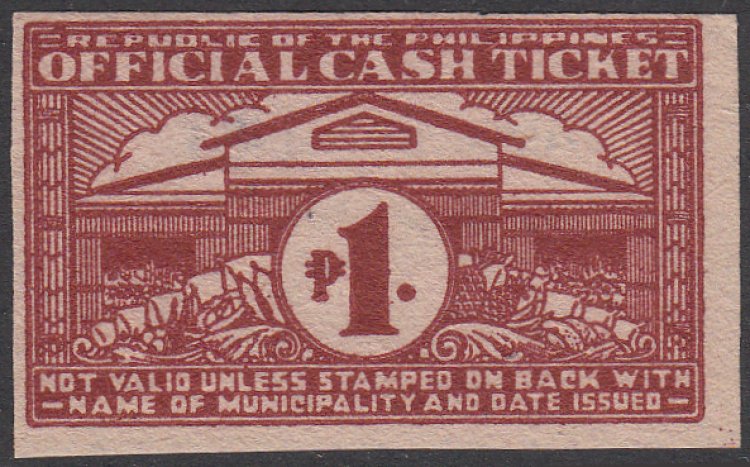 REPUBLIC OF THE PHILIPPINES
OFFICIAL CASH TICKET
₱1.
NOT VALID UNLESS STAMPED ON BACK WITH
– NAME OF MUNICIPALITY AND DATE ISSUED –